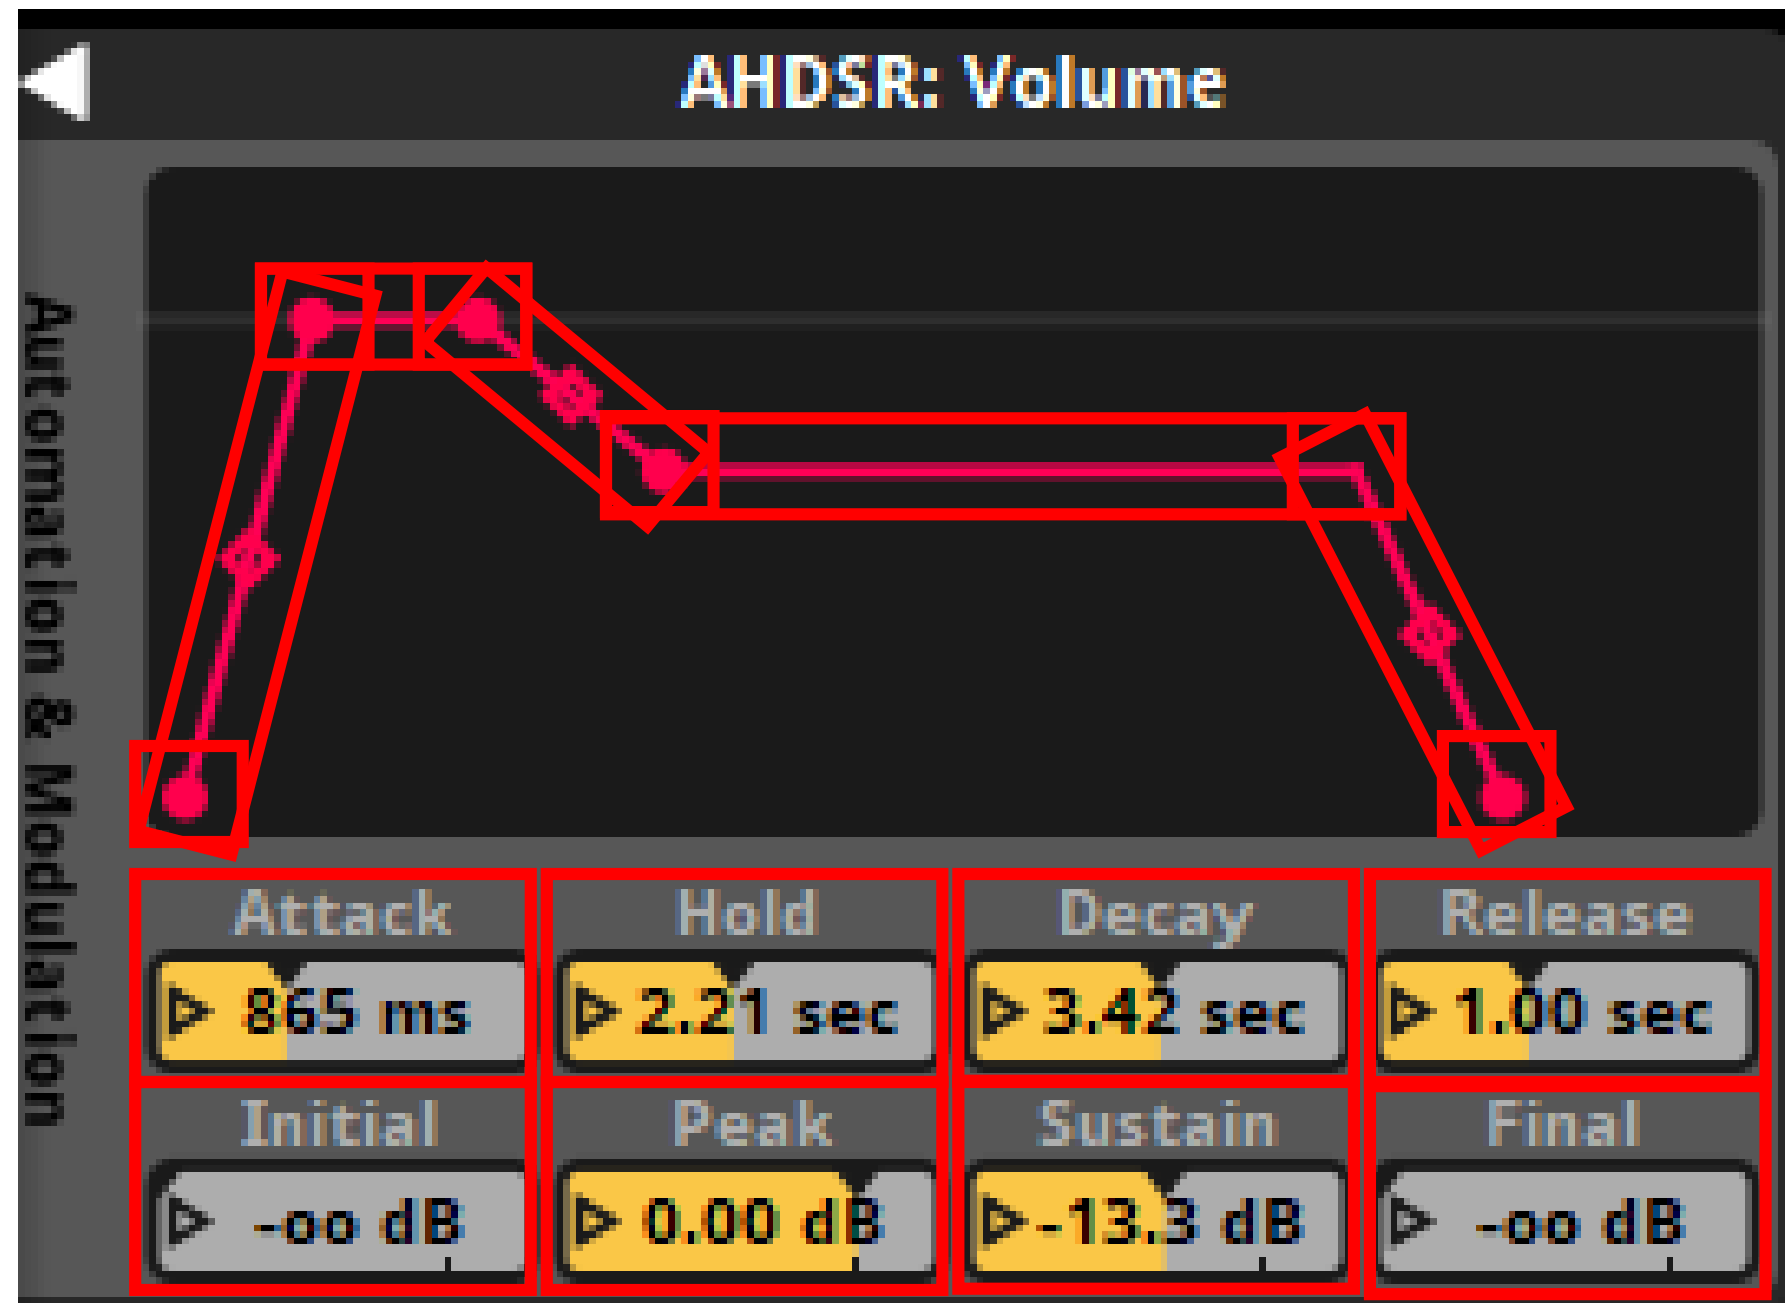 AHDSR: Volume
Automation & Modulation
Attack Hold Decay Release
865 ms 2.21 sec 3.42 sec 1.00 sec
Initial Peak Sustain Final
-oo dB 0.00 dB -13.3 dB -oo dB